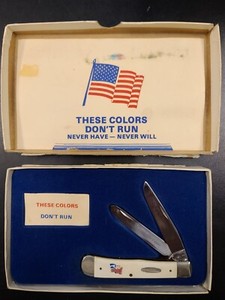 THESE COLORS
DON'T RUN
NEVER HAVE — NEVER WILL
THESE COLORS
DON'T RUN